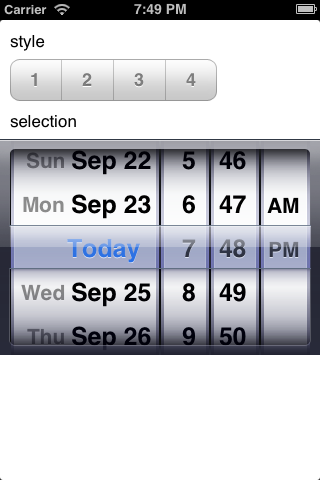 Carrier 7:49 PM
style
1 2 3 4
selection
Sun Sep 22 5 46
Mon Sep 23 6 47 AM
Today 7 48 PM
Wed Sep 25 8 49
Thu Sep 26 9 50